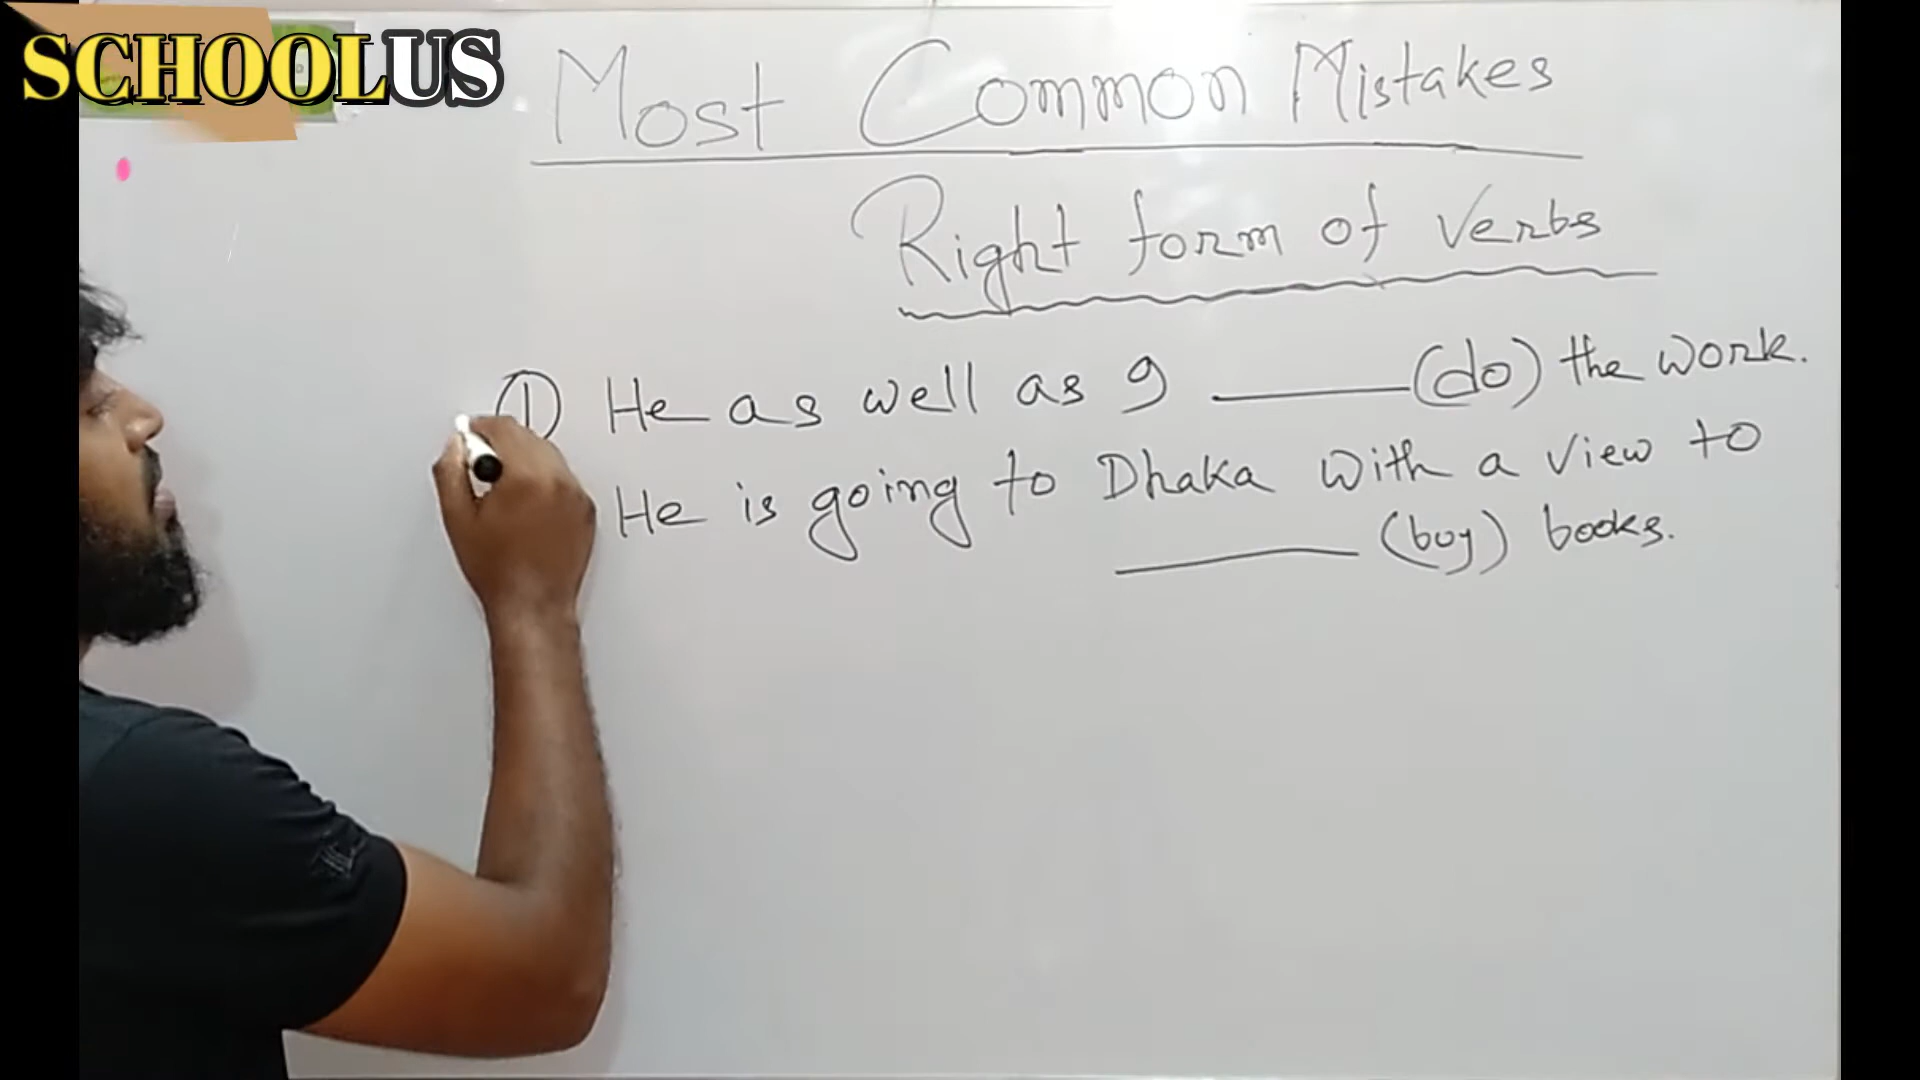 SCHOOLUS
Most Common Mistakes
Right form of verbs
① He as well as I ______ (do) the work.
He is going to Dhaka with a view to
______ (buy) books.